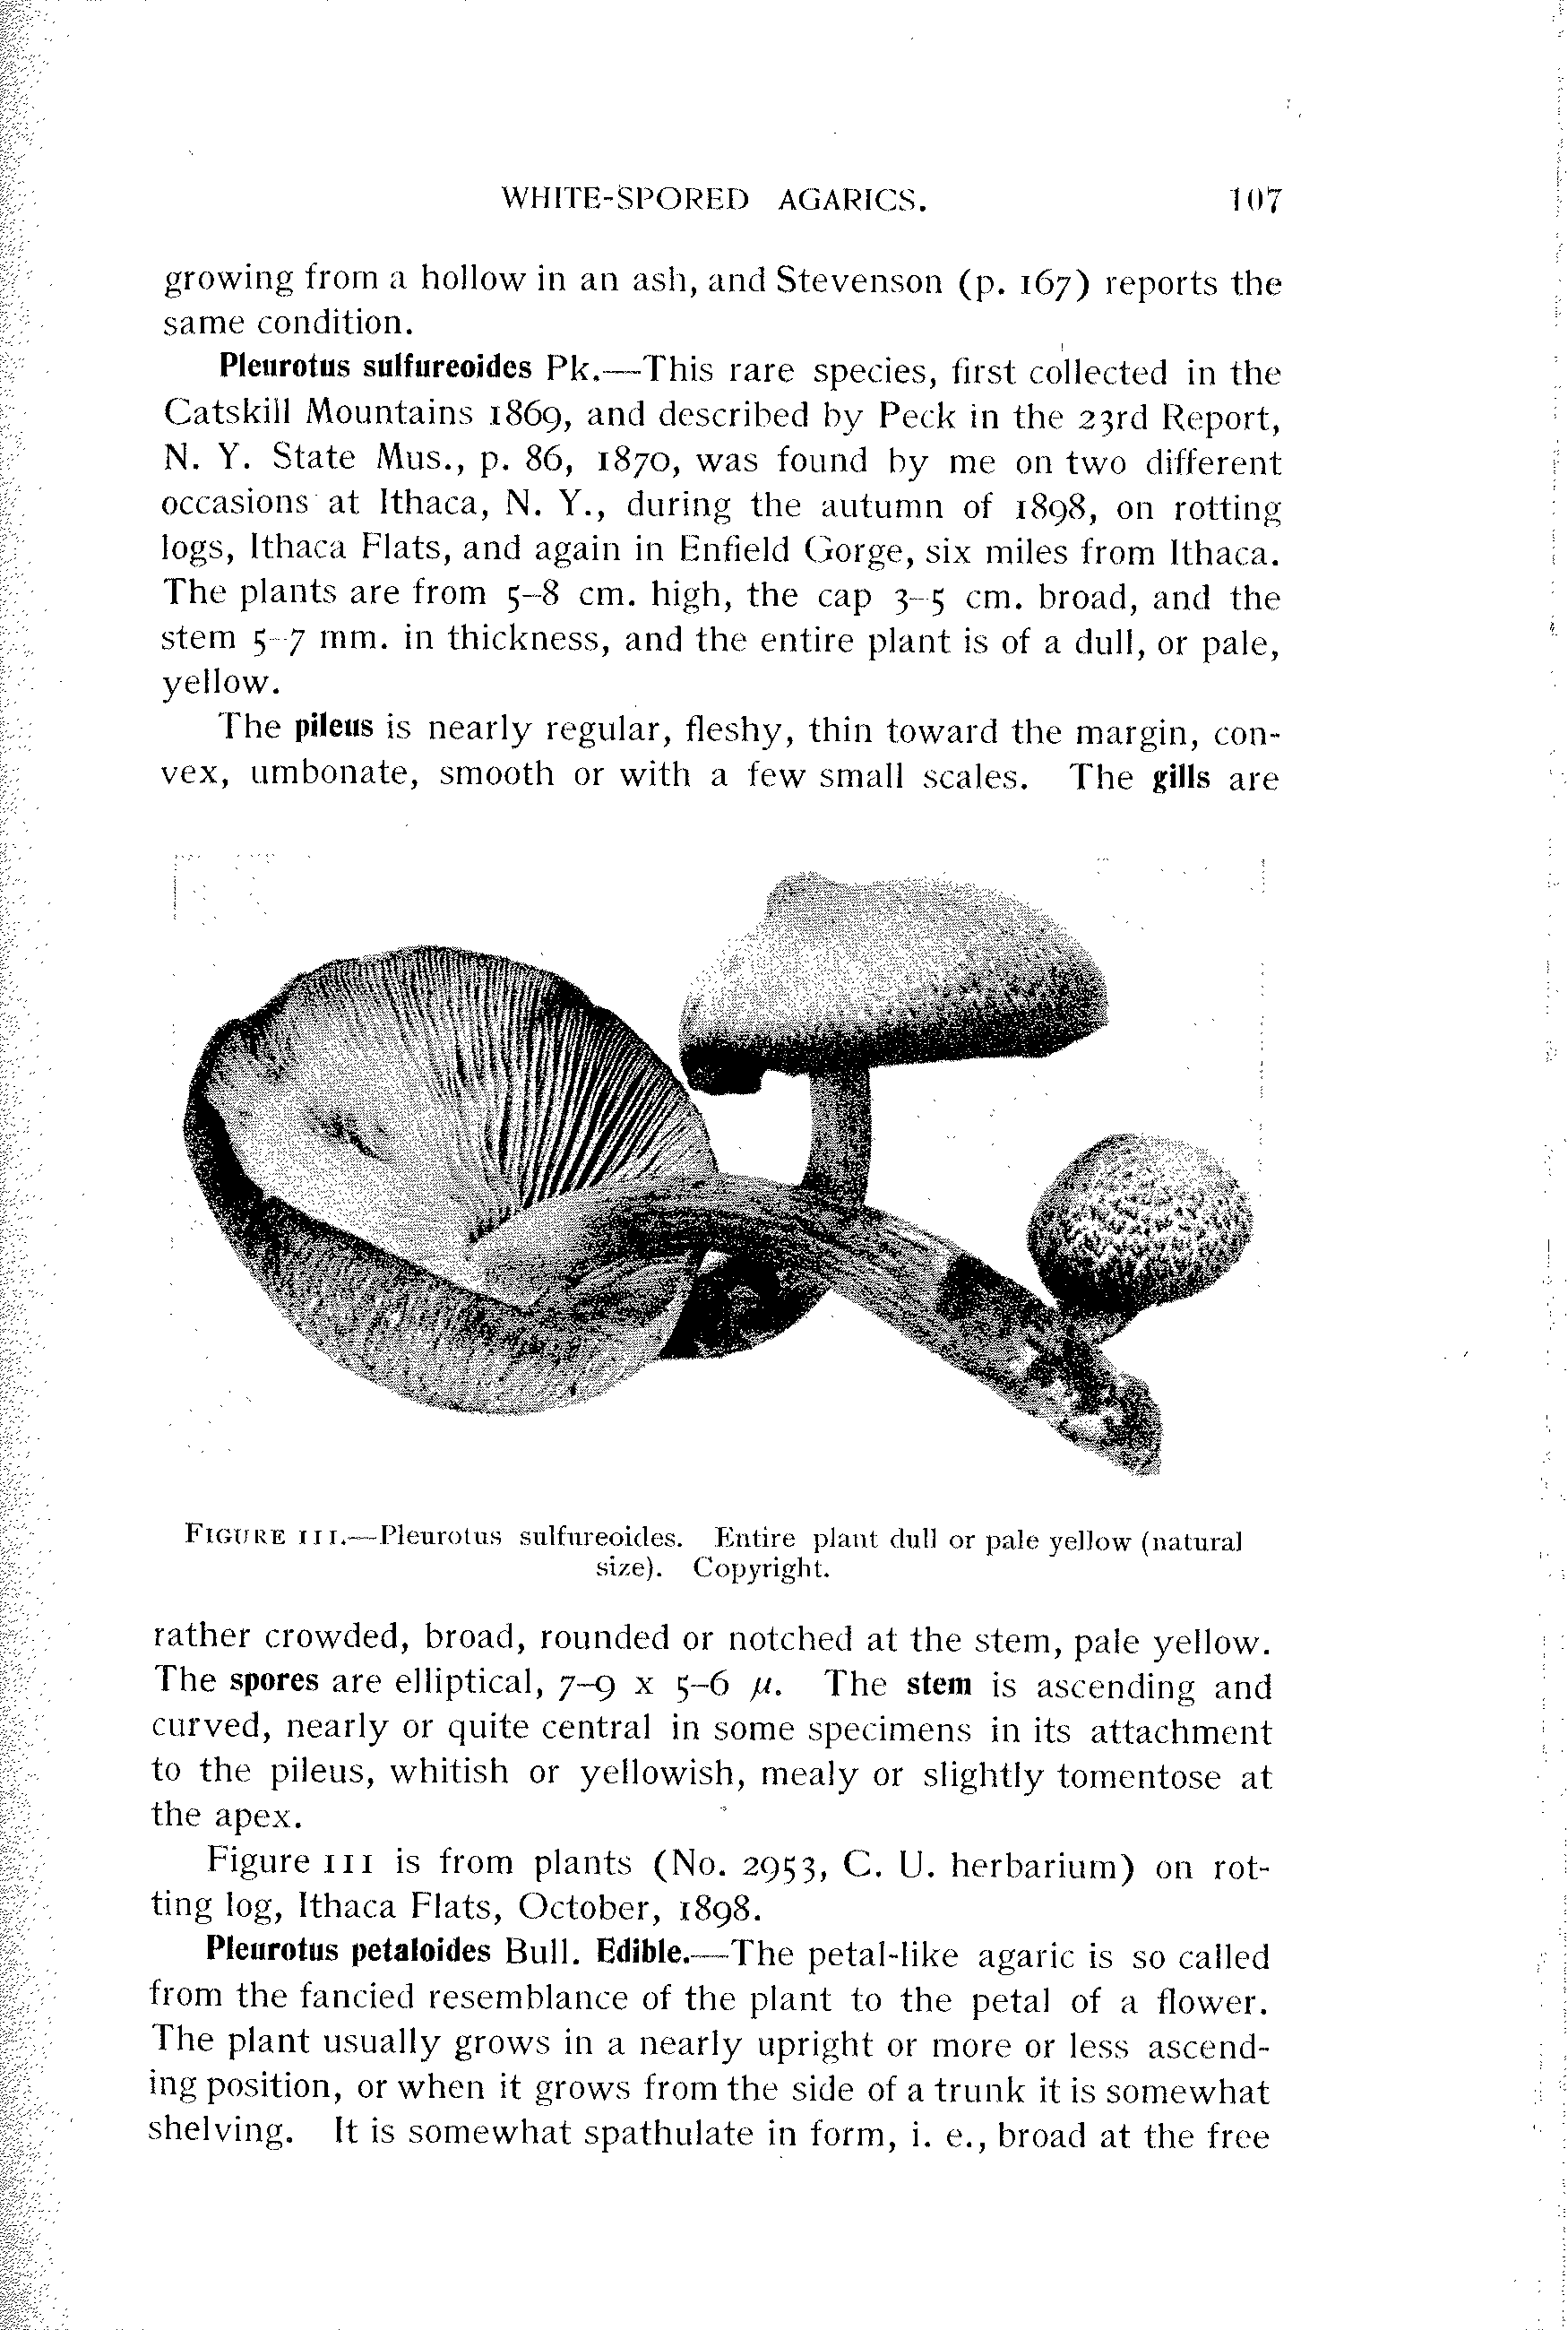 WHITE-SPORED AGARICS. 107
growing from a hollow in an ash, and Stevenson (p. 167) reports the
same condition.
Pleurotus sulfureoides Pk.—This rare species, first collected in the
Catskill Mountains 1869, and described by Peck in the 23rd Report,
N. Y. State Mus., p. 86, 1870, was found by me on two different
occasions at Ithaca, N. Y., during the autumn of 1898, on rotting
logs, Ithaca Flats, and again in Enfield Gorge, six miles from Ithaca.
The plants are from 5–8 cm. high, the cap 3–5 cm. broad, and the
stem 5–7 mm. in thickness, and the entire plant is of a dull, or pale,
yellow.
The pileus is nearly regular, fleshy, thin toward the margin, con-
vex, umbonate, smooth or with a few small scales. The gills are
FIGURE 111.—Pleurotus sulfureoides. Entire plant dull or pale yellow (natural
size). Copyright.
rather crowded, broad, rounded or notched at the stem, pale yellow.
The spores are elliptical, 7–9 x 5–6 µ. The stem is ascending and
curved, nearly or quite central in some specimens in its attachment
to the pileus, whitish or yellowish, mealy or slightly tomentose at
the apex.
Figure 111 is from plants (No. 2953, C. U. herbarium) on rot-
ting log, Ithaca Flats, October, 1898.
Pleurotus petaloides Bull. Edible.—The petal-like agaric is so called
from the fancied resemblance of the plant to the petal of a flower.
The plant usually grows in a nearly upright or more or less ascend-
ing position, or when it grows from the side of a trunk it is somewhat
shelving. It is somewhat spathulate in form, i. e., broad at the free